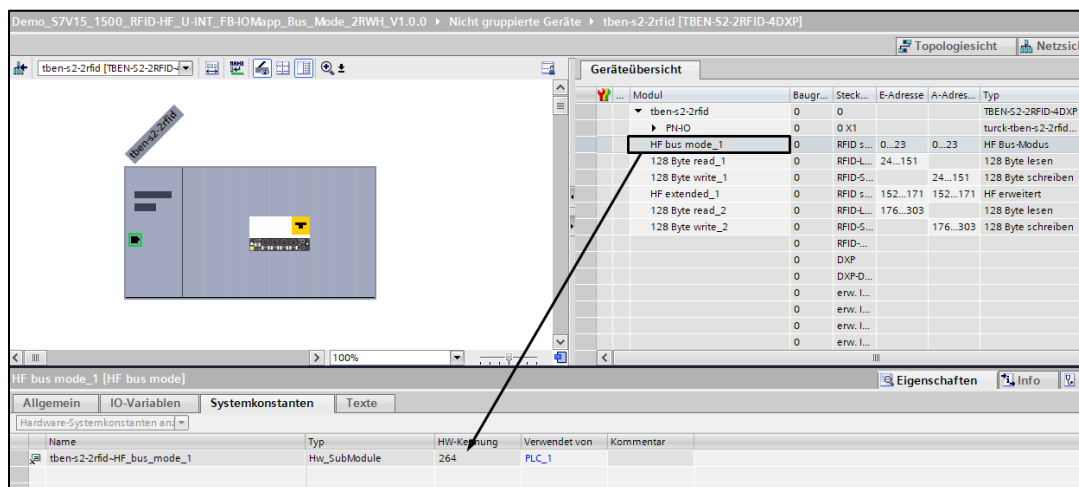 Demo_S7V15_1500_RFID-HF_U-INT_FB-IOMapp_Bus_Mode_2RWH_V1.0.0 ▸ Nicht gruppierte Geräte ▸ tben-s2-2rfid [TBEN-S2-2RFID-4DXP]
Topologiesicht Netzsich
tben-s2-2rfid [TBEN-S2-2RFID-
Geräteübersicht
... Modul Baugr... Steck... E-Adresse A-Adres... Typ
tben-s2-2rfid 0 0 TBEN-S2-2RFID-4DXP
PN-IO 0 0 X1 turck-tben-s2-2rfid...
HF bus mode_1 0 RFID s... 0...23 0...23 HF Bus-Modus
128 Byte read_1 0 RFID-L... 24...151 128 Byte lesen
128 Byte write_1 0 RFID-S... 24...151 128 Byte schreiben
HF extended_1 0 RFID s... 152...171 152...171 HF erweitert
128 Byte read_2 0 RFID-L... 176...303 128 Byte lesen
128 Byte write_2 0 RFID-S... 176...303 128 Byte schreiben
0 RFID-...
0 DXP
0 DXP-D...
0 erw. I...
0 erw. I...
0 erw. I...
0 erw. I...
tben-s2-2rfid
100%
HF bus mode_1 [HF bus mode]
Eigenschaften Info
Allgemein IO-Variablen Systemkonstanten Texte
Hardware-Systemkonstanten anz
Name Typ HW-Kennung Verwendet von Kommentar
tben-s2-2rfid~HF_bus_mode_1 Hw_SubModule 264 PLC_1